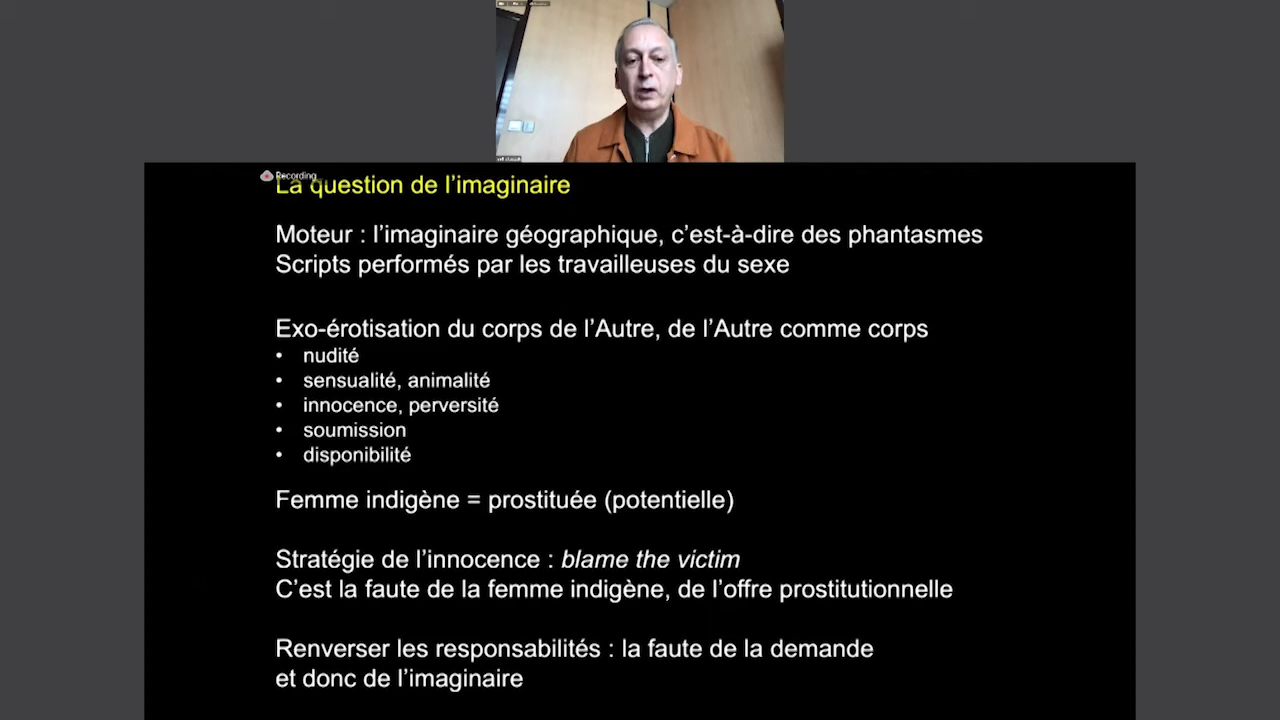 Recording
La question de l’imaginaire
Moteur : l’imaginaire géographique, c’est-à-dire des phantasmes
Scripts performés par les travailleuses du sexe
Exo-érotisation du corps de l’Autre, de l’Autre comme corps
• nudité
• sensualité, animalité
• innocence, perversité
• soumission
• disponibilité
Femme indigène = prostituée (potentielle)
Stratégie de l’innocence : blame the victim
C’est la faute de la femme indigène, de l’offre prostitutionnelle
Renverser les responsabilités : la faute de la demande
et donc de l’imaginaire